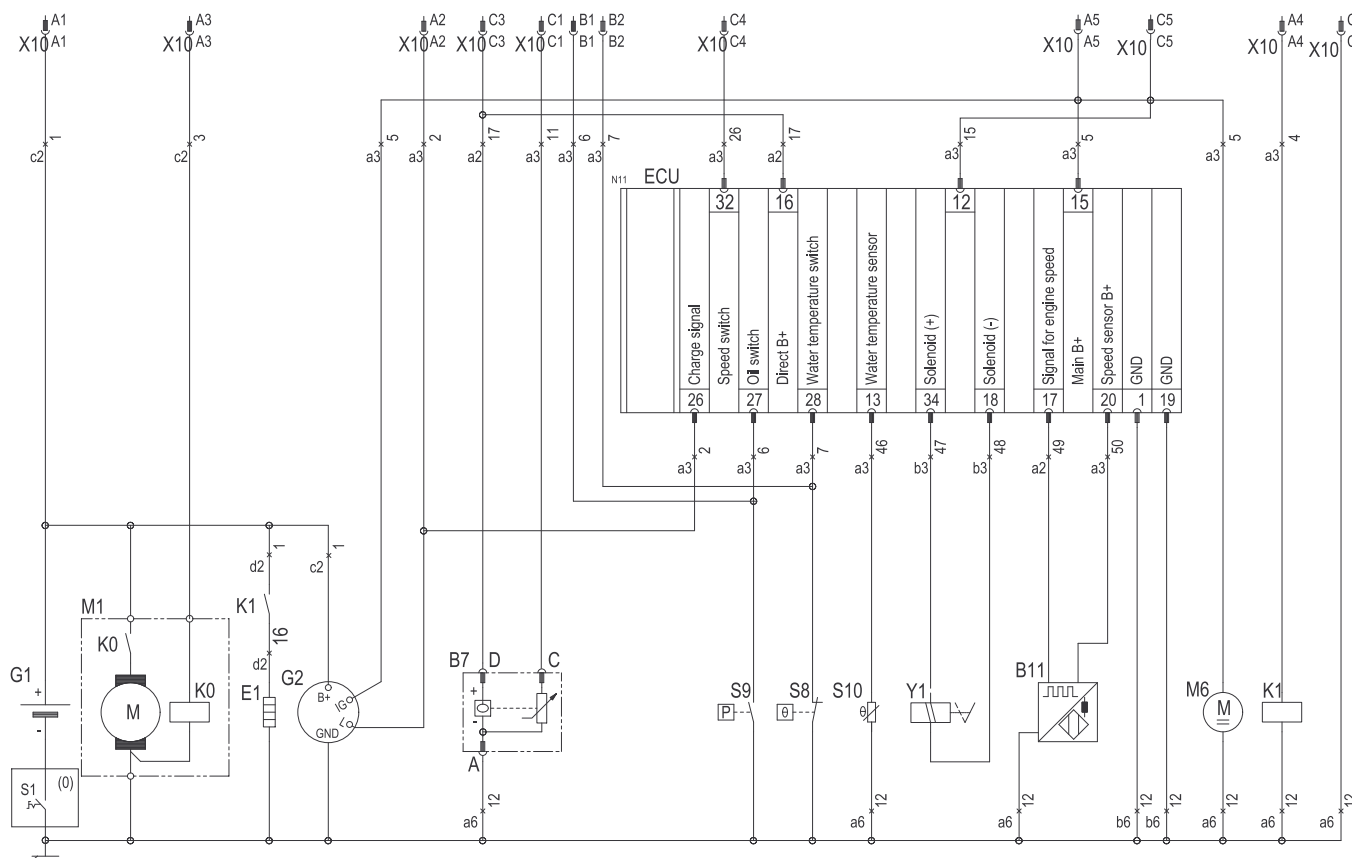 A1 A3 A2 C3 C1 B1 B2 C4 A5 C5 A4 C
X10 A1 X10 A3 X10 A2 X10 C3 X10 C1 B1 B2 X10 C4 X10 A5 X10 C5 X10 A4 X10 C
1 3 5 2 17 11 6 7 26 17 15 5 5 4
c2 c2 a3 a3 a2 a3 a3 a3 a3 a2 a3 a3 a3 a3
N11 ECU
32 16 12 15
Charge signal
Speed switch
Oil switch
Direct B+
Water temperature switch
Water temperature sensor
Solenoid (+)
Solenoid (-)
Signal for engine speed
Main B+
Speed sensor B+
GND
GND
26 27 28 13 34 18 17 20 1 19
2 6 7 46 47 48 49 50
a3 a3 a3 a3 b3 b3 a2 a3
1 1
d2 c2
M1 K1
K0 16
d2
G1 + K0 E1 G2 B+ IG B7 D C S9 S8 S10 Y1 B11 M6 K1
M L + P θ θ M
- GND -
S1 (0) A
12 12 12 12 12 12 12 12
a6 a6 a6 b6 b6 a6 a6 a6